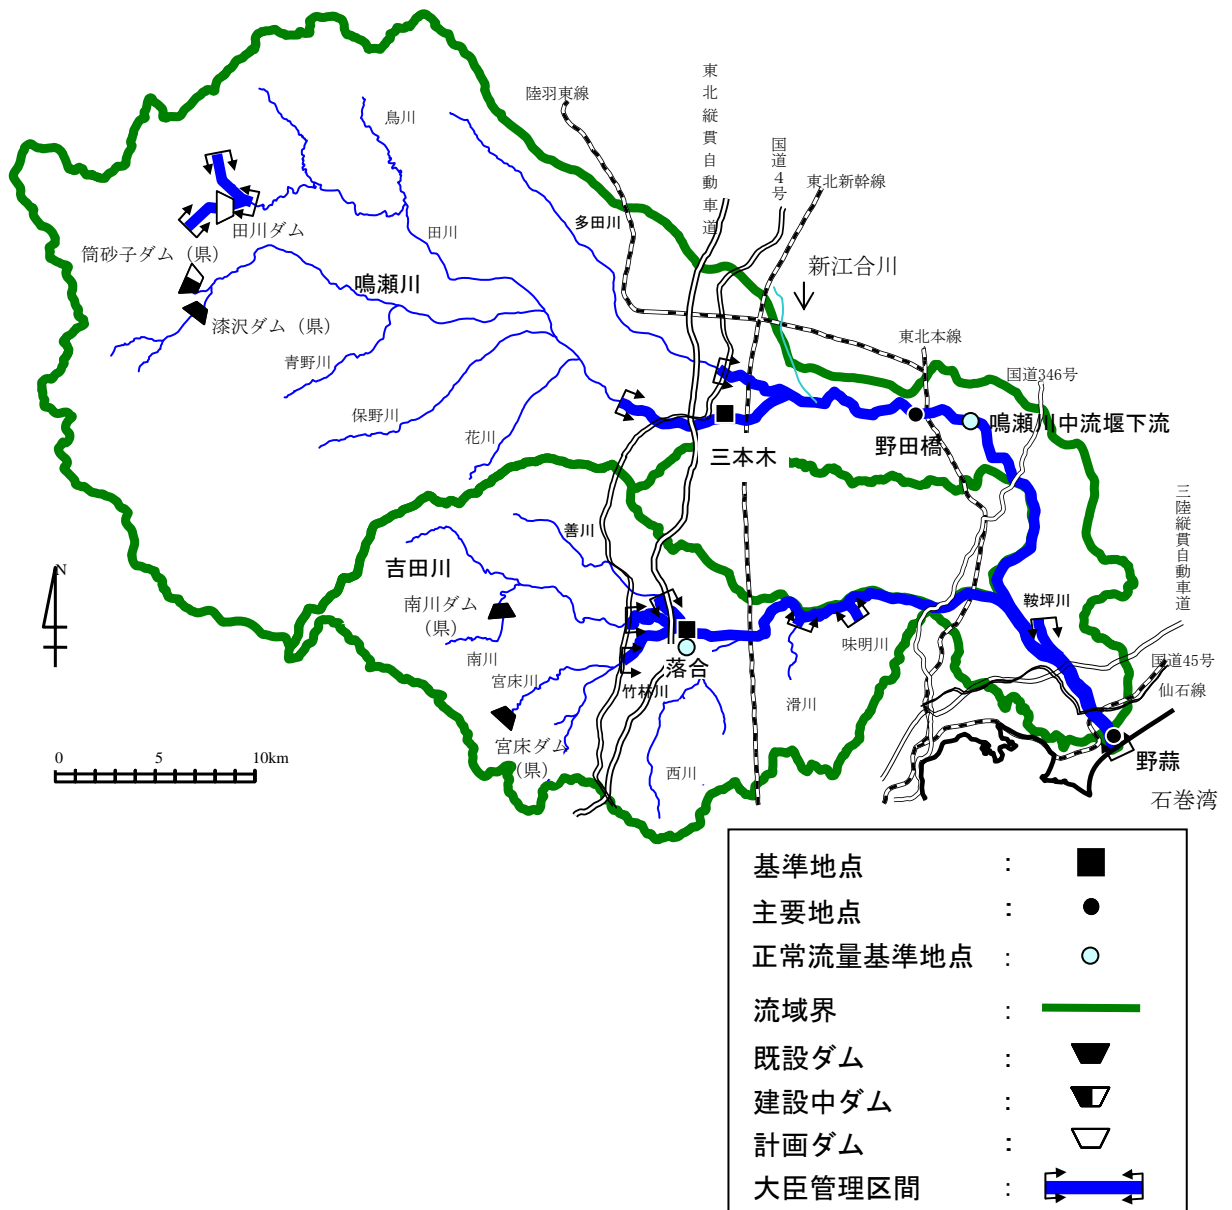 陸羽東線
東北縦貫自動車道
国道4号
東北新幹線
鳥川
多田川
田川
田川ダム
筒砂子ダム（県）
鳴瀬川
新江合川
漆沢ダム（県）
東北本線
国道346号
青野川
保野川
花川
三本木
野田橋
鳴瀬川中流堰下流
三陸縦貫自動車道
善川
吉田川
N
南川ダム
（県）
鞍坪川
味明川
南川
宮床川
竹林川
落合
滑川
国道45号
仙石線
宮床ダム
（県）
西川
野蒜
石巻湾
0 5 10km
基準地点 ：
主要地点 ：
正常流量基準地点 ：
流域界 ：
既設ダム ：
建設中ダム ：
計画ダム ：
大臣管理区間 ：